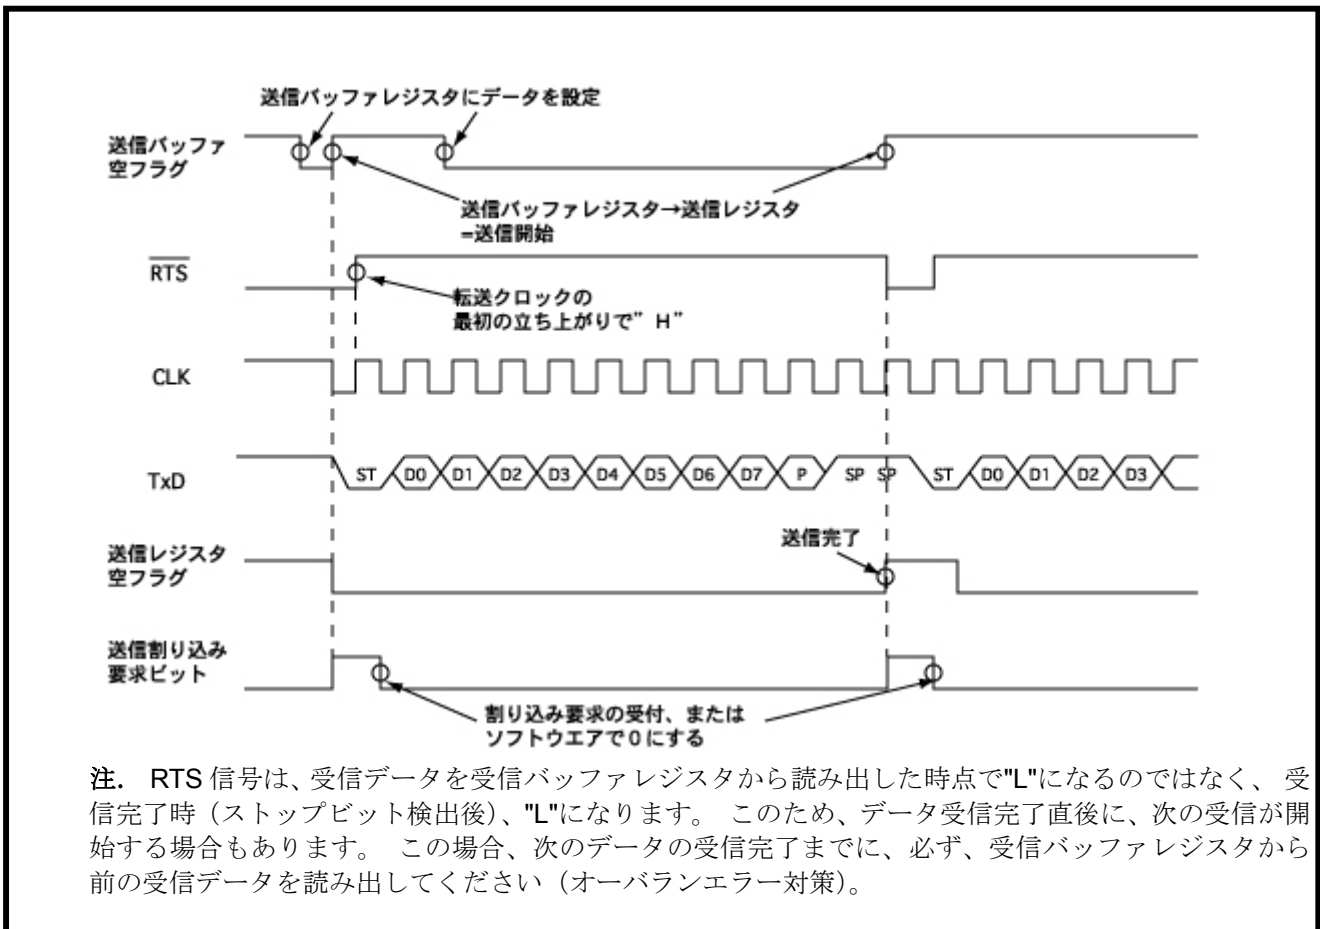 送信バッファレジスタにデータを設定
送信バッファ
空フラグ
送信バッファレジスタ→送信レジスタ
=送信開始
RTS
転送クロックの
最初の立ち上がりで”H”
CLK
TxD
ST D0 D1 D2 D3 D4 D5 D6 D7 P SP SP ST D0 D1 D2 D3
送信完了
送信レジスタ
空フラグ
送信割り込み
要求ビット
割り込み要求の受付、または
ソフトウエアで0にする
注. RTS 信号は、受信データを受信バッファレジスタから読み出した時点で"L"になるのではなく、 受
信完了時（ストップビット検出後）、"L"になります。 このため、データ受信完了直後に、次の受信が開
始する場合もあります。 この場合、次のデータの受信完了までに、必ず、受信バッファレジスタから
前の受信データを読み出してください（オーバランエラー対策）。